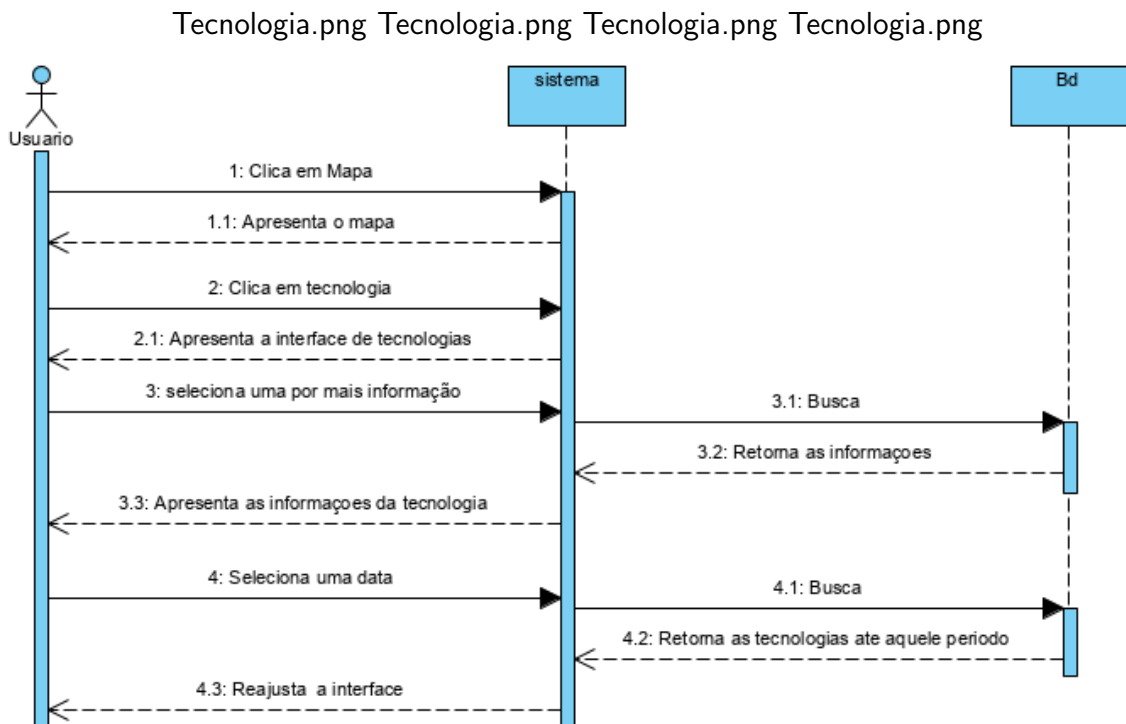 Tecnologia.png Tecnologia.png Tecnologia.png Tecnologia.png
sistema
Bd
Usuario
1: Clica em Mapa
1.1: Apresenta o mapa
2: Clica em tecnologia
2.1: Apresenta a interface de tecnologias
3: seleciona uma por mais informação
3.1: Busca
3.2: Retorna as informaçoes
3.3: Apresenta as informaçoes da tecnologia
4: Seleciona uma data
4.1: Busca
4.2: Retorna as tecnologias ate aquele periodo
4.3: Reajusta a interface